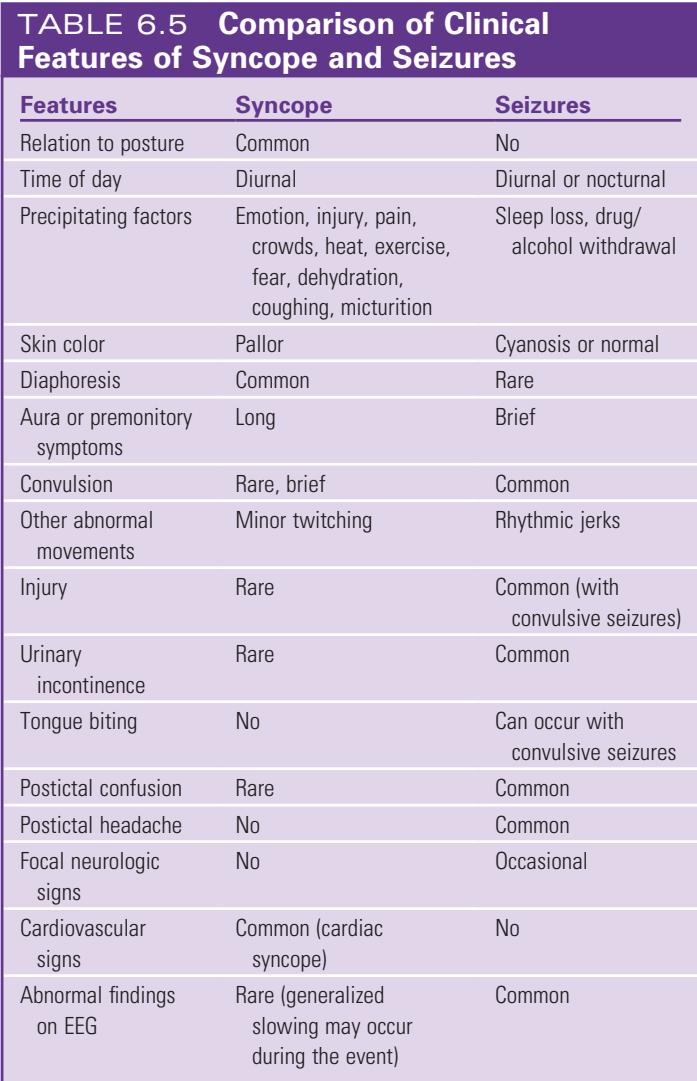 TABLE 6.5 Comparison of Clinical
Features of Syncope and Seizures
Features Syncope Seizures
Relation to posture Common No
Time of day Diurnal Diurnal or nocturnal
Precipitating factors Emotion, injury, pain, Sleep loss, drug/
crowds, heat, exercise, alcohol withdrawal
fear, dehydration,
coughing, micturition
Skin color Pallor Cyanosis or normal
Diaphoresis Common Rare
Aura or premonitory Long Brief
symptoms
Convulsion Rare, brief Common
Other abnormal Minor twitching Rhythmic jerks
movements
Injury Rare Common (with
convulsive seizures)
Urinary Rare Common
incontinence
Tongue biting No Can occur with
convulsive seizures
Postictal confusion Rare Common
Postictal headache No Common
Focal neurologic No Occasional
signs
Cardiovascular Common (cardiac No
signs syncope)
Abnormal findings Rare (generalized Common
on EEG slowing may occur
during the event)